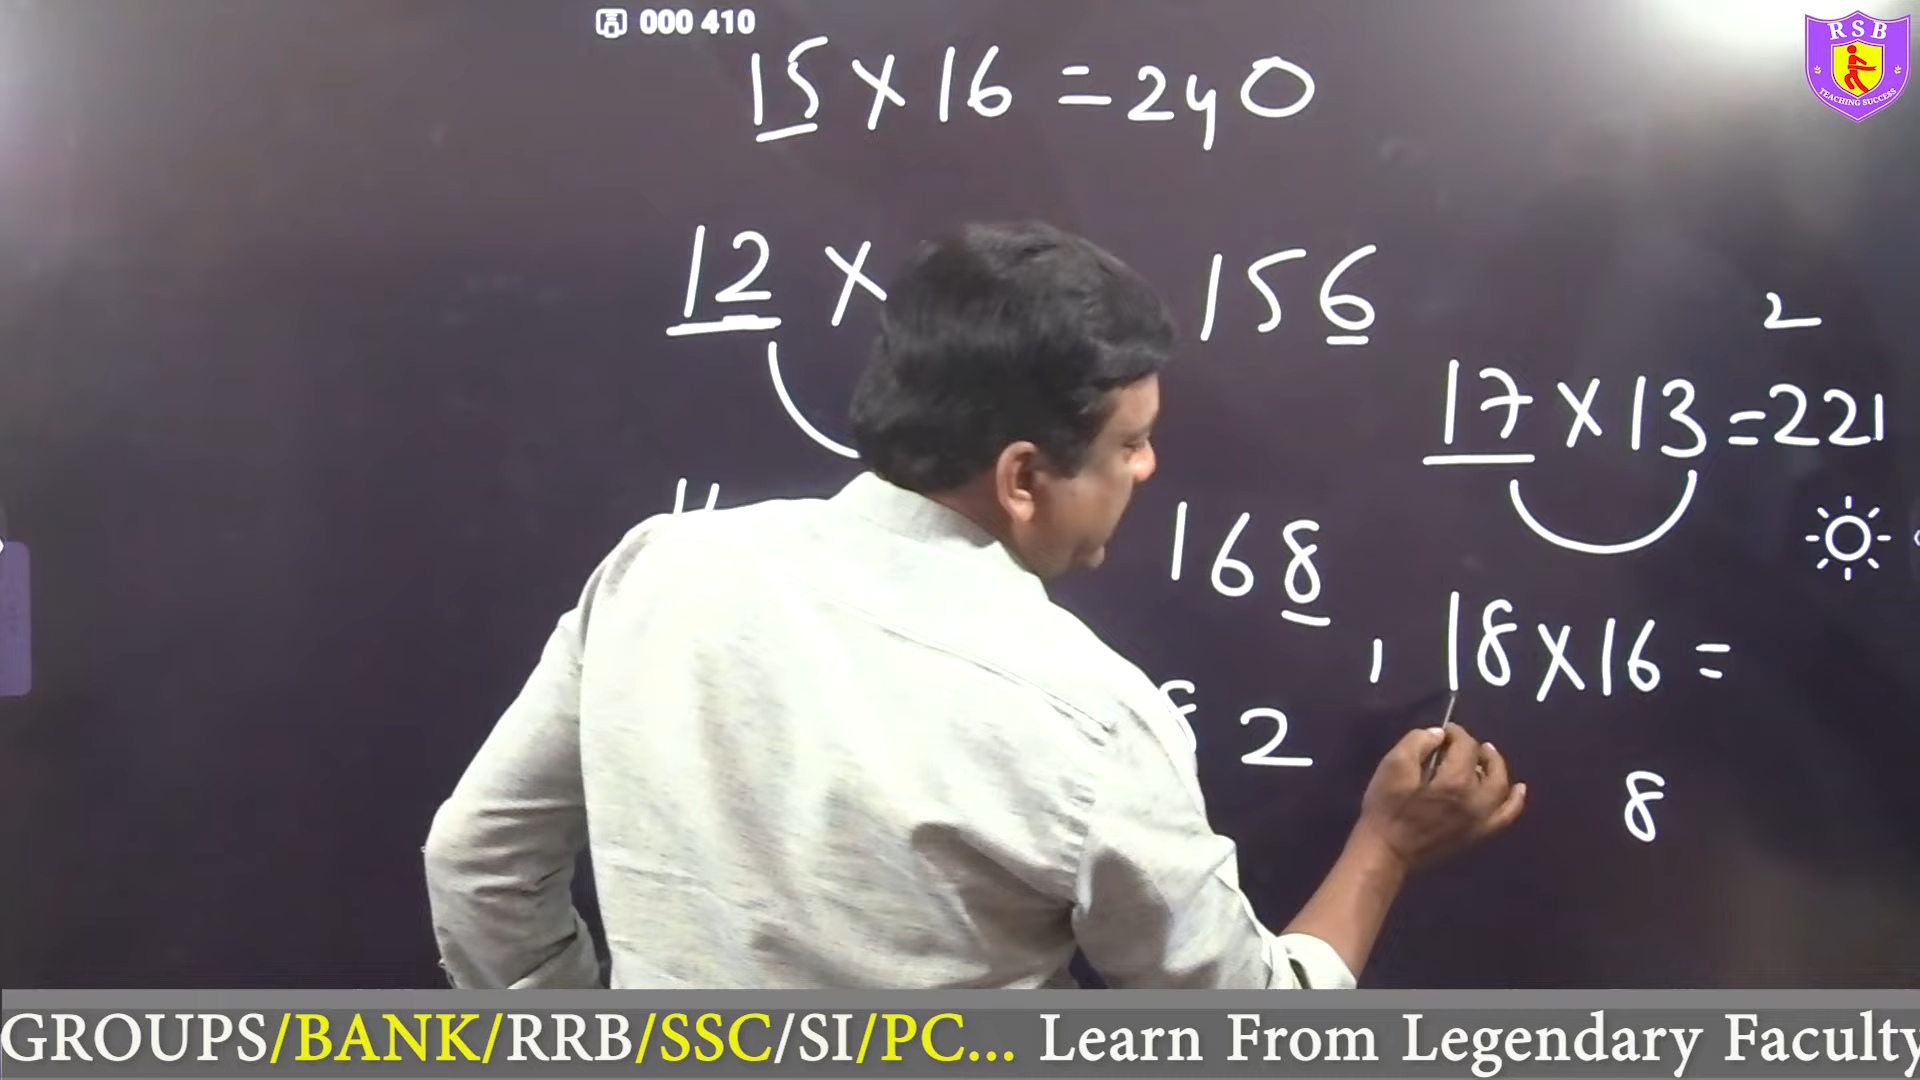 000 410
RSB
TEACHING SUCCESS
15 X 16 = 240
12 X 156
2
17 X 13 = 221
168
18 X 16 =
2
8
GROUPS/BANK/RRB/SSC/SI/PC... Learn From Legendary Faculty